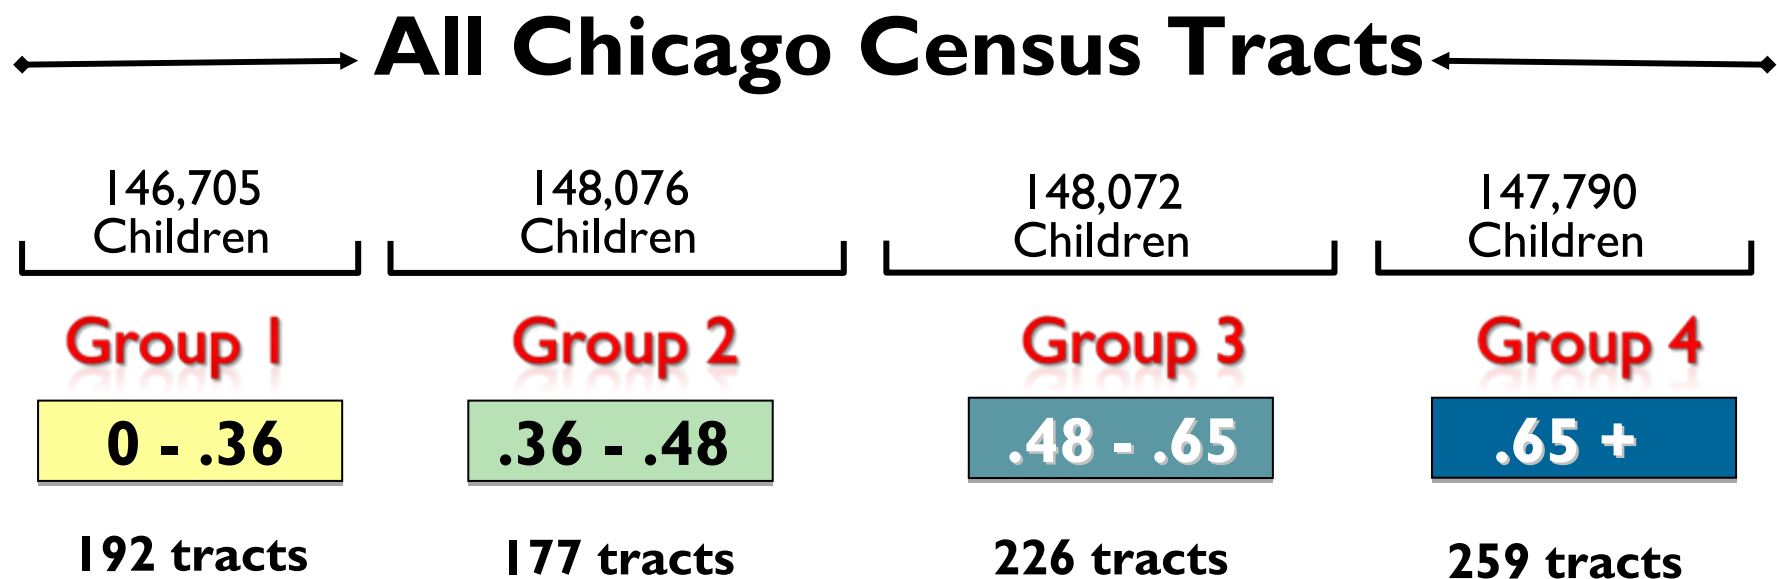 All Chicago Census Tracts
146,705
Children
148,076
Children
148,072
Children
147,790
Children
Group 1
Group 2
Group 3
Group 4
0 - .36
.36 - .48
.48 - .65
.65 +
192 tracts
177 tracts
226 tracts
259 tracts